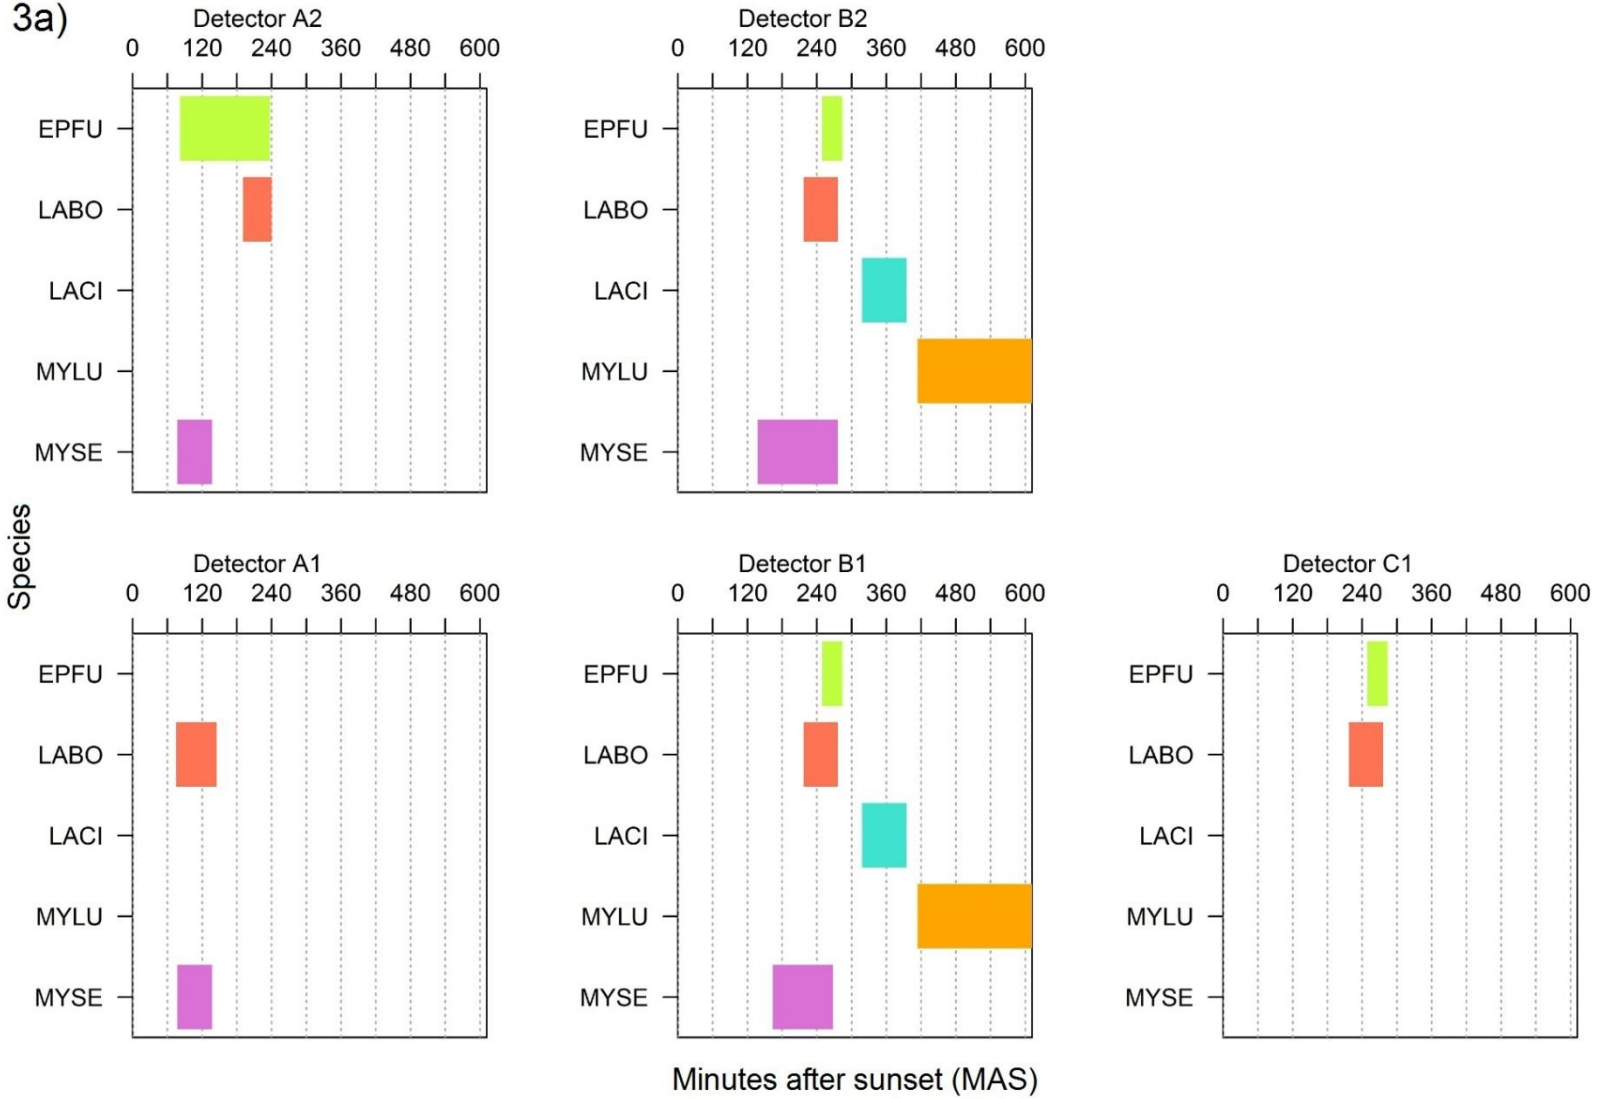 3a)
Detector A2
0 120 240 360 480 600
EPFU
LABO
LACI
MYLU
MYSE
Detector B2
0 120 240 360 480 600
EPFU
LABO
LACI
MYLU
MYSE
Species
Detector A1
0 120 240 360 480 600
EPFU
LABO
LACI
MYLU
MYSE
Detector B1
0 120 240 360 480 600
EPFU
LABO
LACI
MYLU
MYSE
Detector C1
0 120 240 360 480 600
EPFU
LABO
LACI
MYLU
MYSE
Minutes after sunset (MAS)